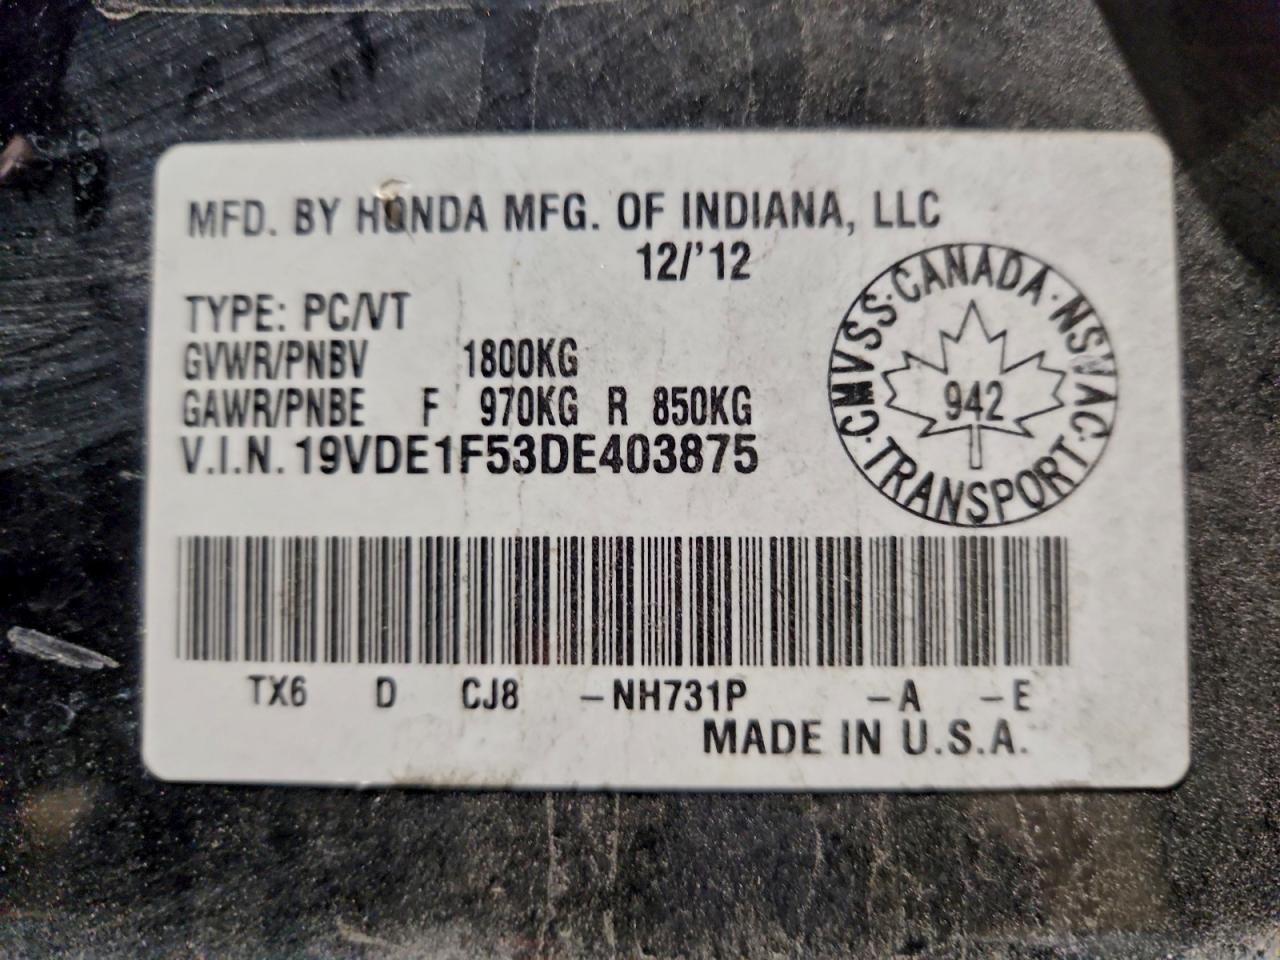 MFD. BY HONDA MFG. OF INDIANA, LLC
12/'12
TYPE: PC/VT
GVWR/PNBV 1800KG
GAWR/PNBE F 970KG R 850KG
V.I.N. 19VDE1F53DE403875
CMVSS·CANADA·NSVAC·TRANSPORT·
942
TX6 D CJ8 -NH731P -A -E
MADE IN U.S.A.